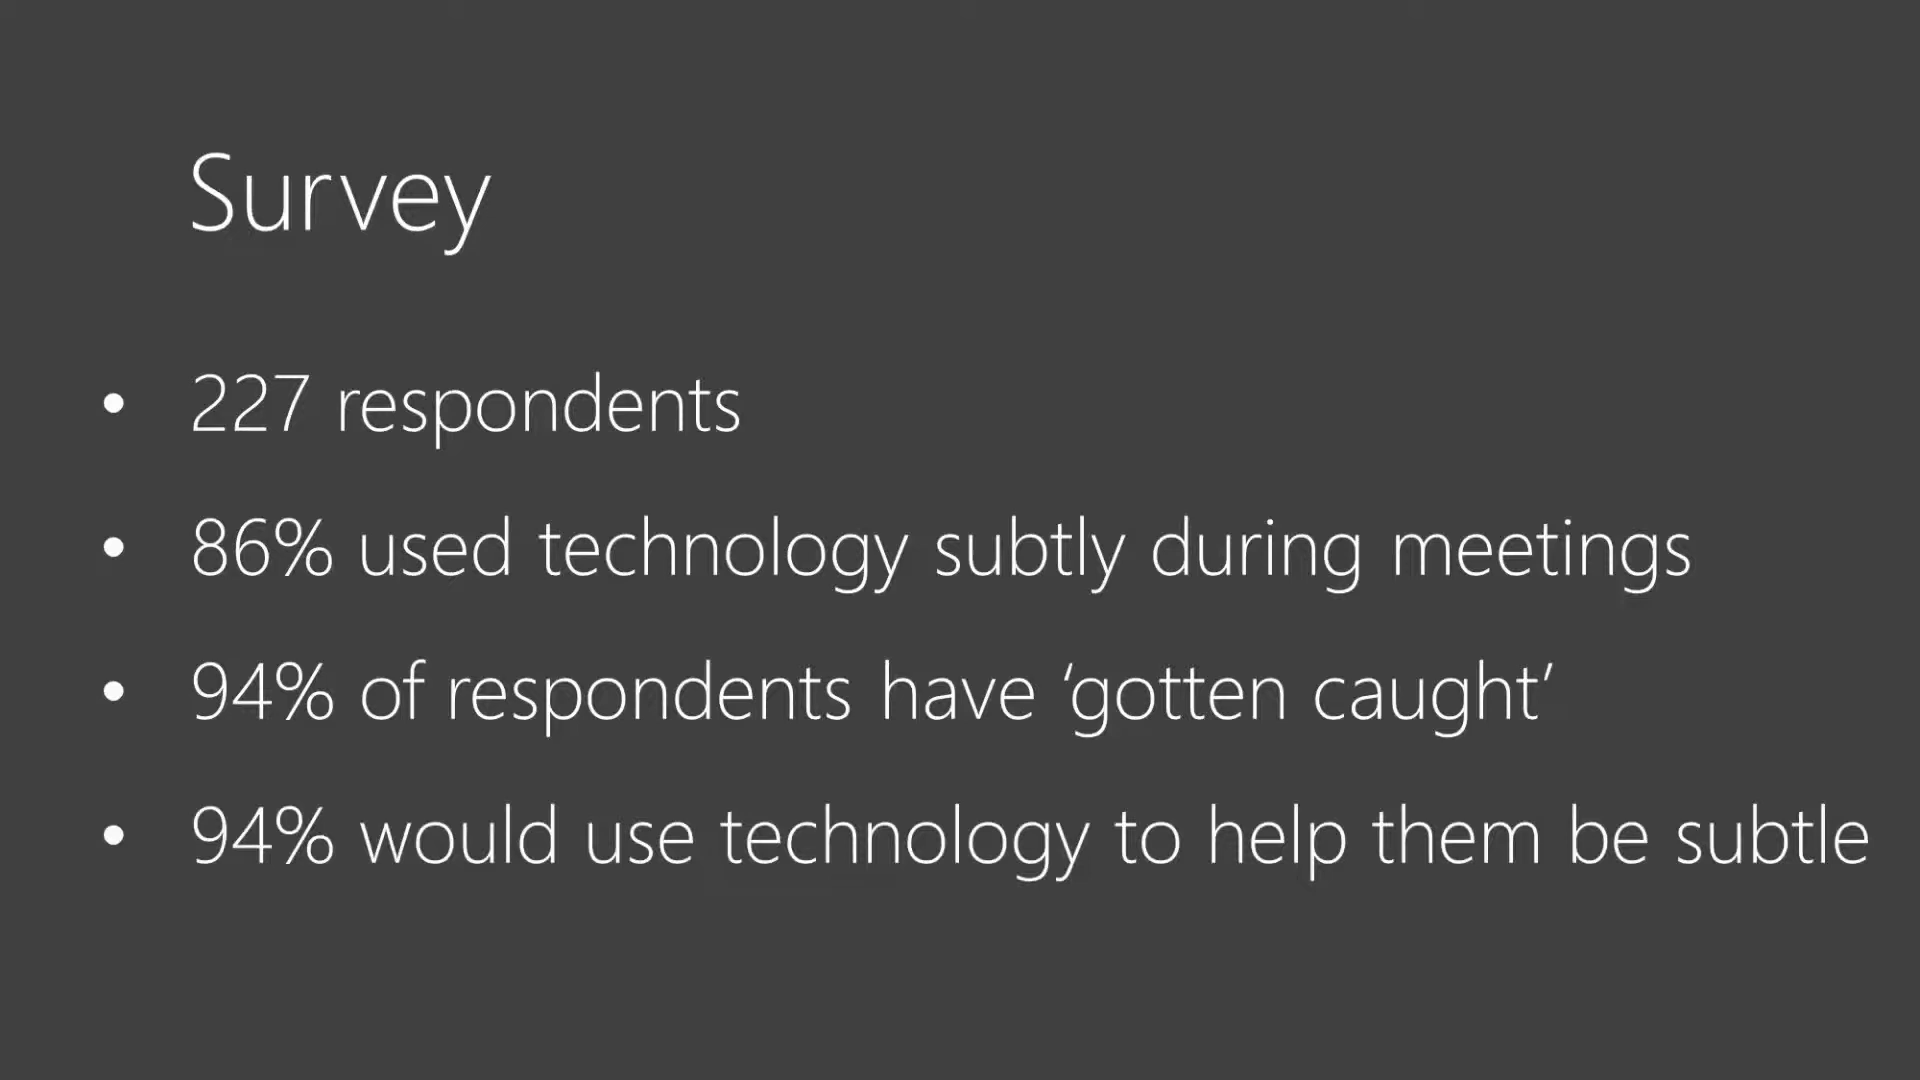 Survey
• 227 respondents
• 86% used technology subtly during meetings
• 94% of respondents have ‘gotten caught’
• 94% would use technology to help them be subtle